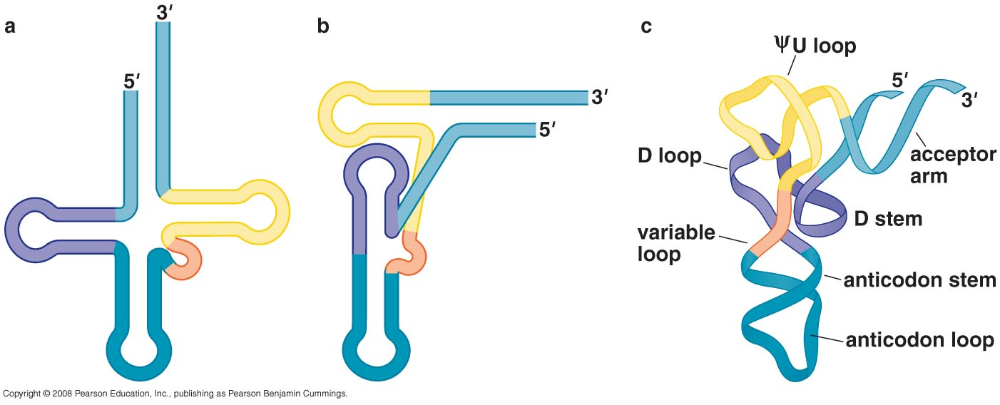 a
3′
5′
b
3′
5′
c
ΨU loop
5′
3′
D loop
acceptor
arm
D stem
variable
loop
anticodon stem
anticodon loop
Copyright © 2008 Pearson Education, Inc., publishing as Pearson Benjamin Cummings.